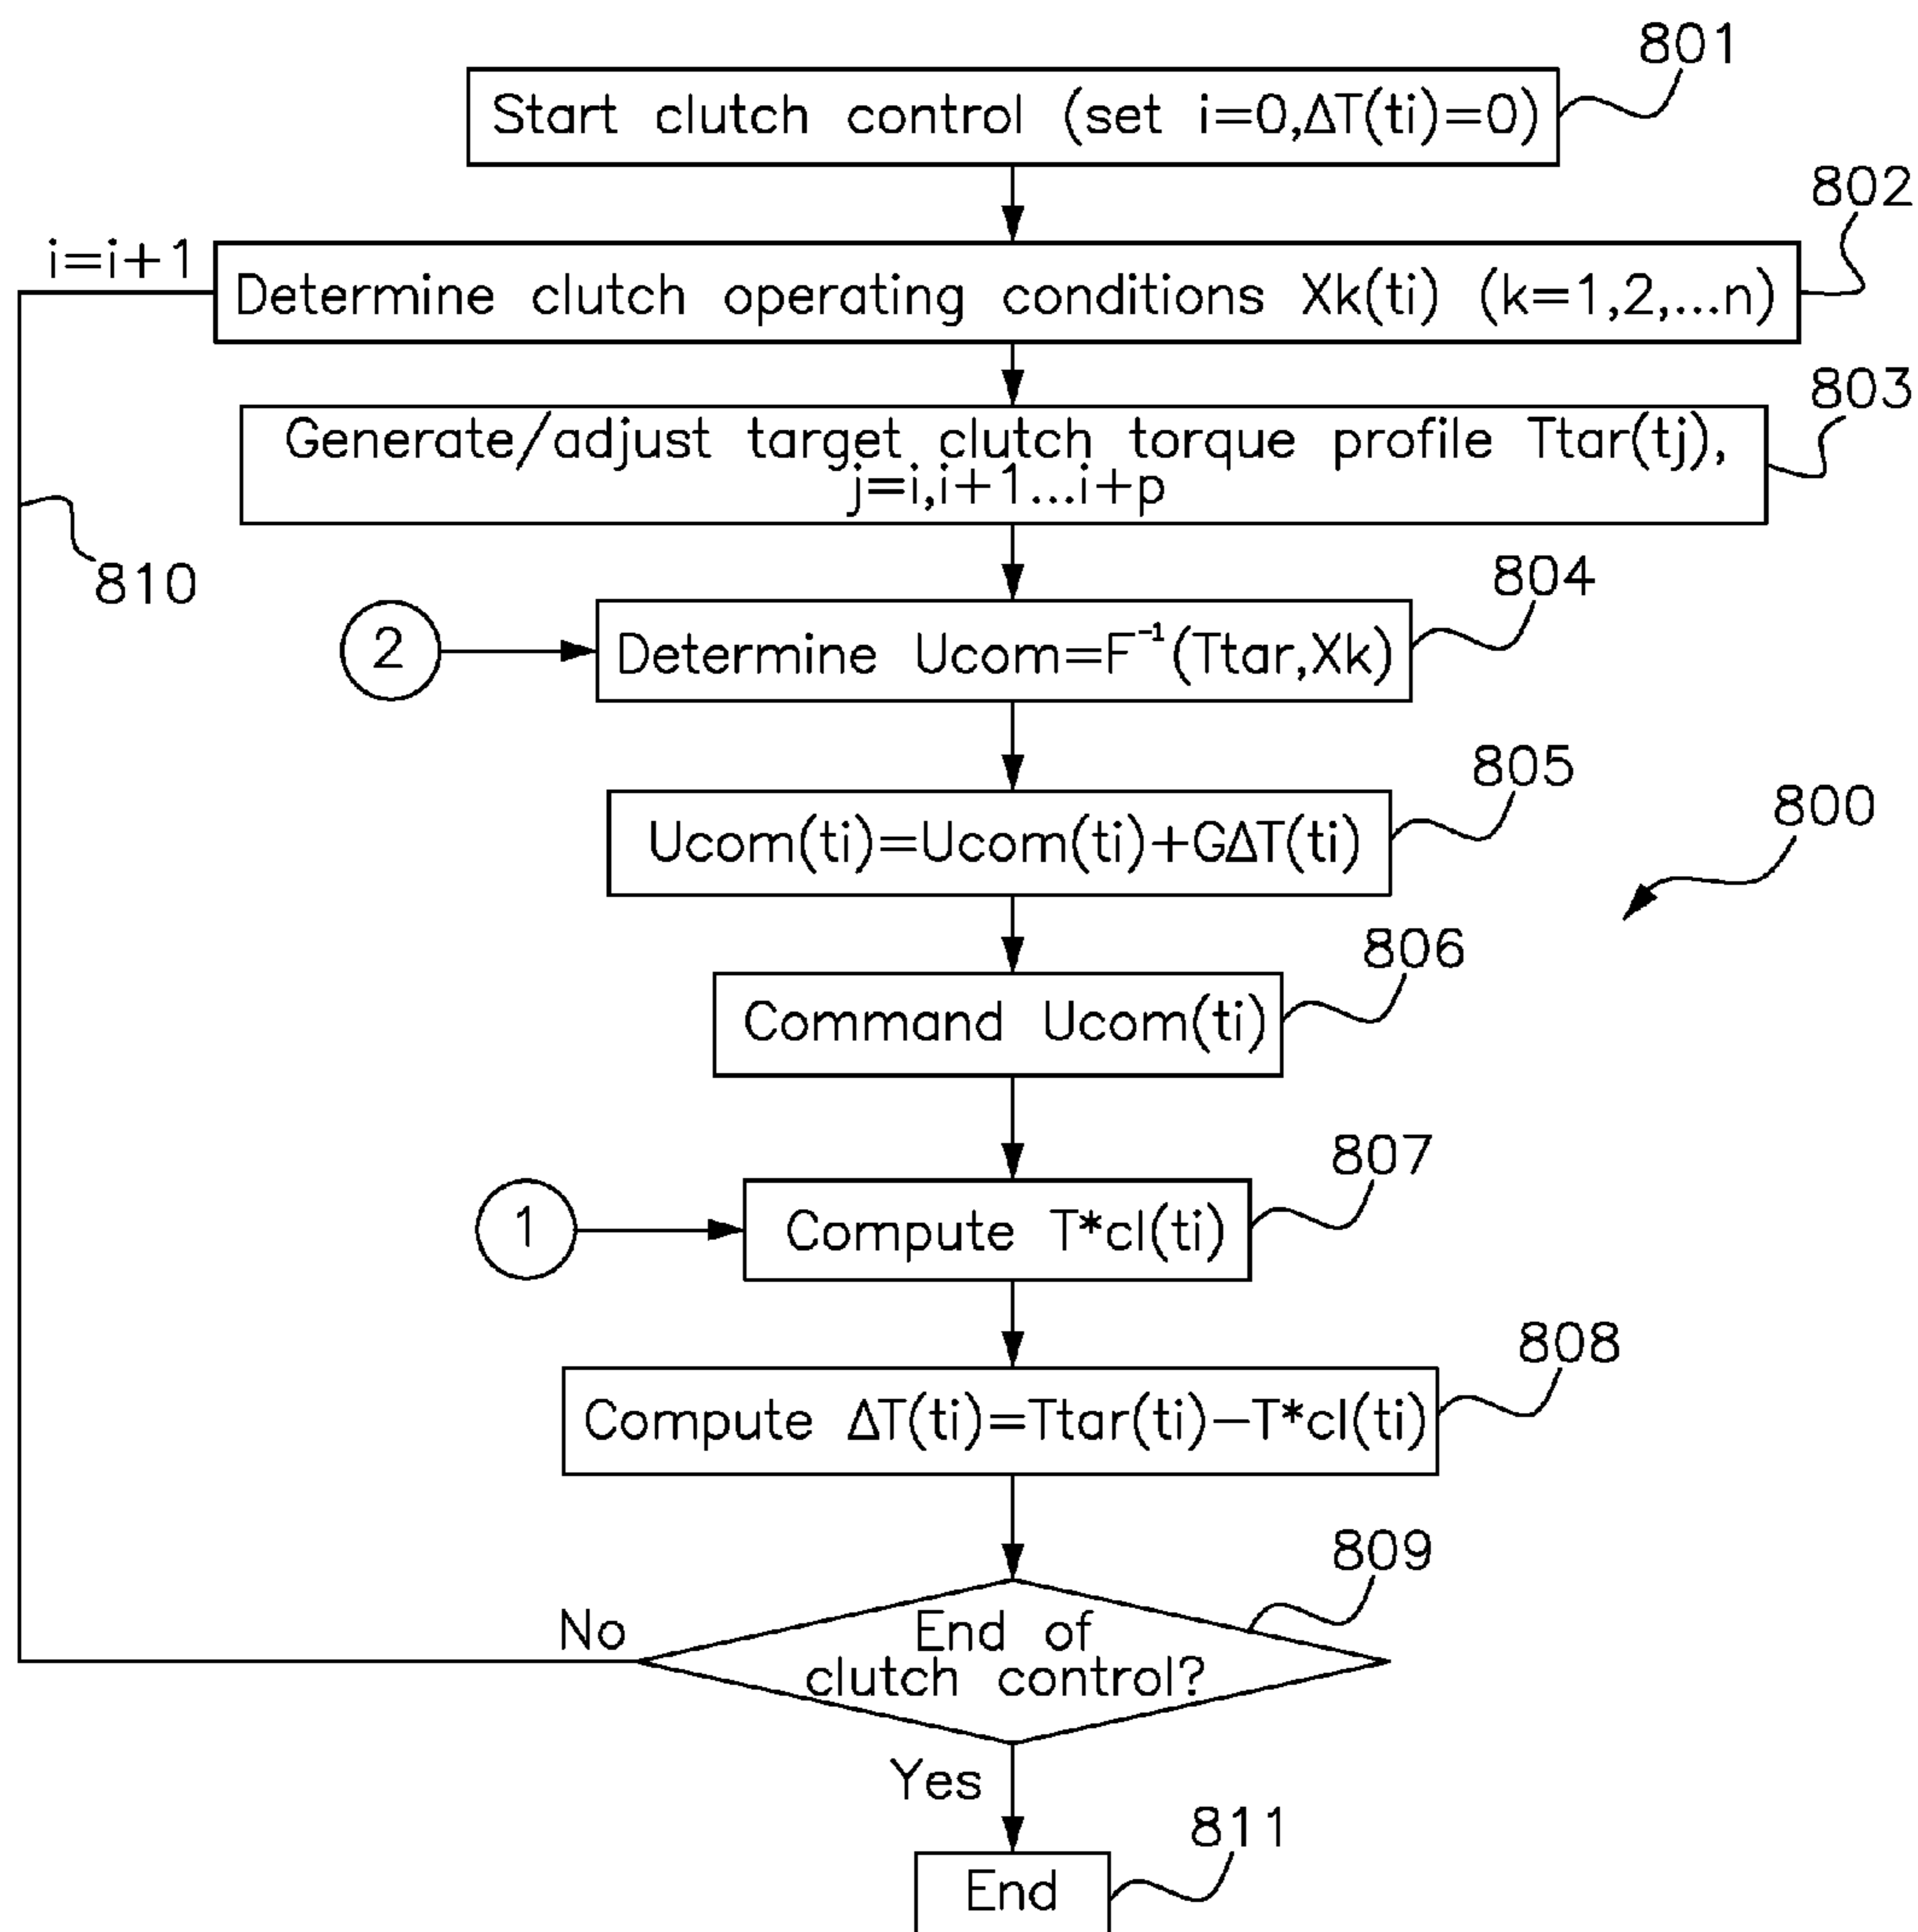 801
Start clutch control (set i=0,ΔT(ti)=0)
802
i=i+1
Determine clutch operating conditions Xk(ti) (k=1,2,...n)
803
Generate/adjust target clutch torque profile Ttar(tj),
j=i,i+1...i+p
810
804
2
Determine Ucom=F⁻¹(Ttar,Xk)
805
Ucom(ti)=Ucom(ti)+GΔT(ti)
800
806
Command Ucom(ti)
807
1
Compute T*cl(ti)
808
Compute ΔT(ti)=Ttar(ti)−T*cl(ti)
809
No
End of
clutch control?
Yes
811
End